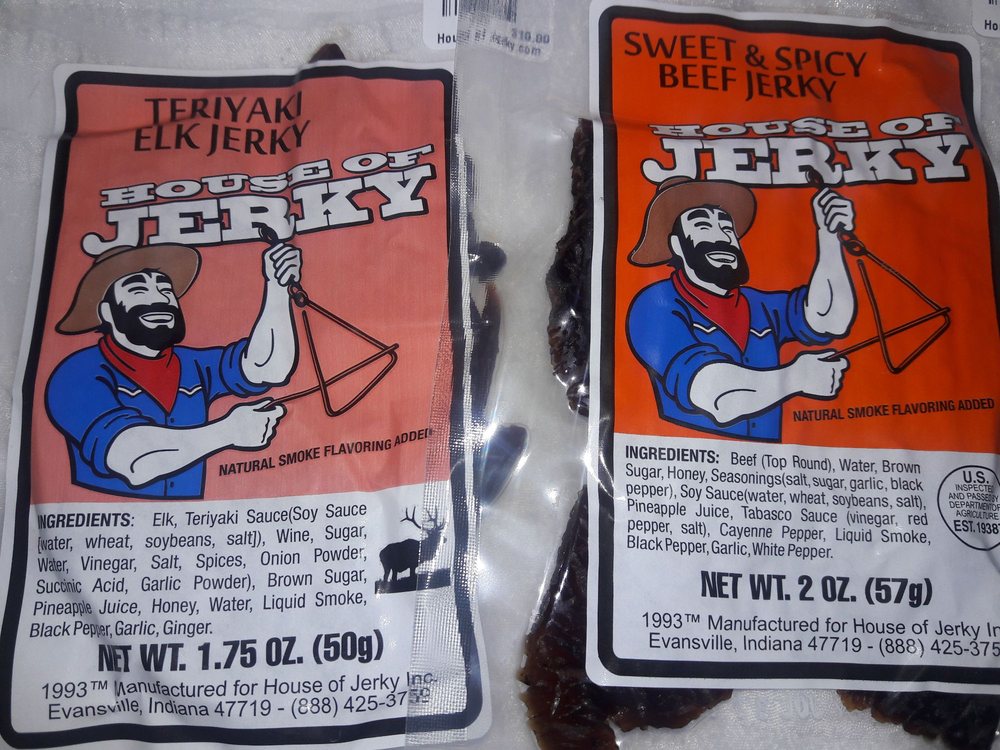 TERIYAKI
ELK JERKY
HOUSE OF
JERKY
NATURAL SMOKE FLAVORING ADDED
INGREDIENTS: Elk, Teriyaki Sauce(Soy Sauce
[water, wheat, soybeans, salt]), Wine, Sugar,
Water, Vinegar, Salt, Spices, Onion Powder,
Succinic Acid, Garlic Powder), Brown Sugar,
Pineapple Juice, Honey, Water, Liquid Smoke,
Black Pepper, Garlic, Ginger.
NET WT. 1.75 OZ. (50g)
1993™ Manufactured for House of Jerky Inc.
Evansville, Indiana 47719 - (888) 425-3759
Hou
$10.00
SWEET & SPICY
BEEF JERKY
HOUSE OF
JERKY
NATURAL SMOKE FLAVORING ADDED
INGREDIENTS: Beef (Top Round), Water, Brown
Sugar, Honey, Seasonings(salt, sugar, garlic, black
pepper), Soy Sauce(water, wheat, soybeans, salt),
Pineapple Juice, Tabasco Sauce (vinegar, red
pepper, salt), Cayenne Pepper, Liquid Smoke,
Black Pepper, Garlic, White Pepper.
U.S.
INSPECTED
AND PASSED
DEPARTMENT OF
AGRICULTURE
EST. 1938
NET WT. 2 OZ. (57g)
1993™ Manufactured for House of Jerky In
Evansville, Indiana 47719 - (888) 425-375
Ho